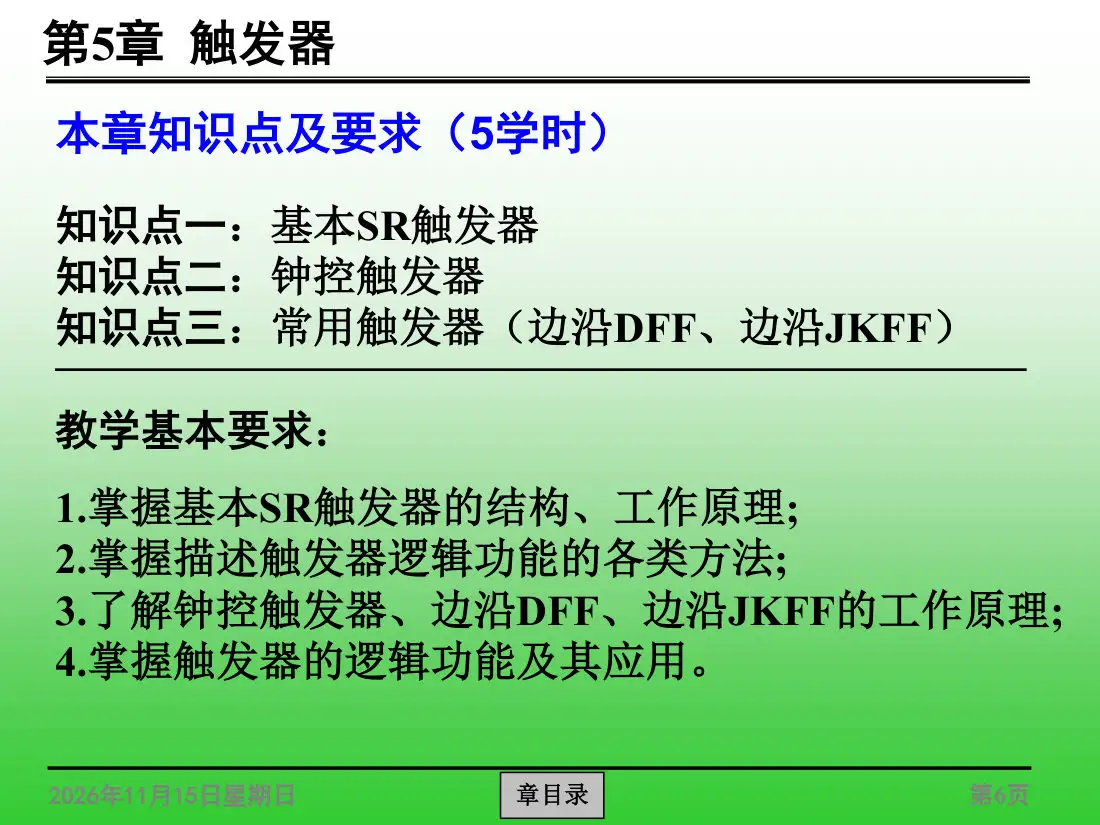 第5章 触发器
本章知识点及要求（5学时）
知识点一：基本SR触发器
知识点二：钟控触发器
知识点三：常用触发器（边沿DFF、边沿JKFF）
教学基本要求：
1.掌握基本SR触发器的结构、工作原理;
2.掌握描述触发器逻辑功能的各类方法;
3.了解钟控触发器、边沿DFF、边沿JKFF的工作原理;
4.掌握触发器的逻辑功能及其应用。
2026年11月15日星期日
章目录
第6页